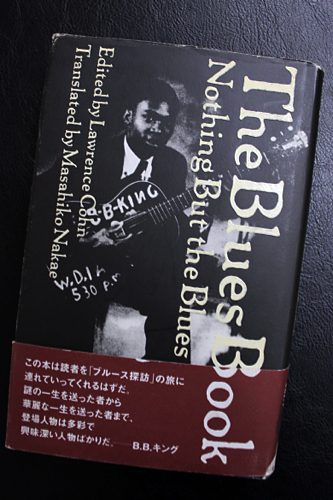 The Blues Book
Nothing But the Blues
Edited by Lawrence Cohn
Translated by Masahiko Nakae
B·B·KING
W.D.I.A
5 30 P.M.
この本は読者を「ブルース探訪」の旅に
連れていってくれるはずだ。
謎の一生を送った者から
華麗な一生を送った者まで、
登場人物は多彩で
興味深い人物ばかりだ。——B.B.キング